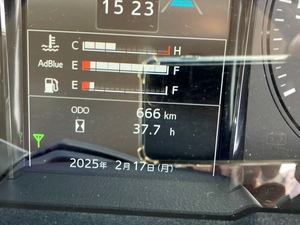 15 23
C H
AdBlue E F
E F
ODO 666 km
37.7 h
2025年 2月17日(月)